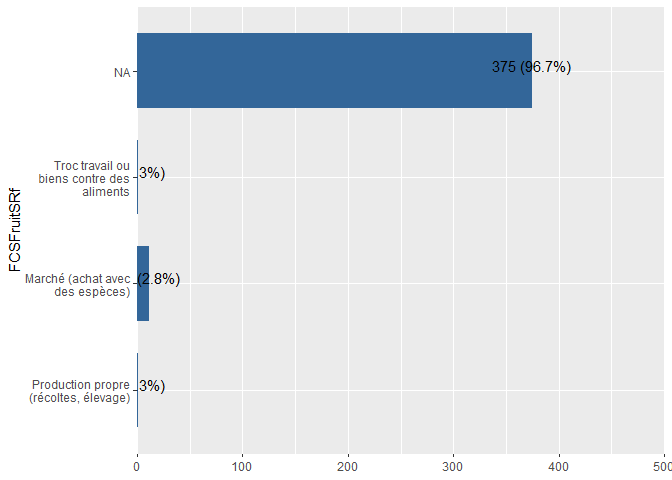 FCSFruitSRf
NA
375 (96.7%)
Troc travail ou
biens contre des
aliments
3%)
Marché (achat avec
des espèces)
(2.8%)
Production propre
(récoltes, élevage)
3%)
0 100 200 300 400 500